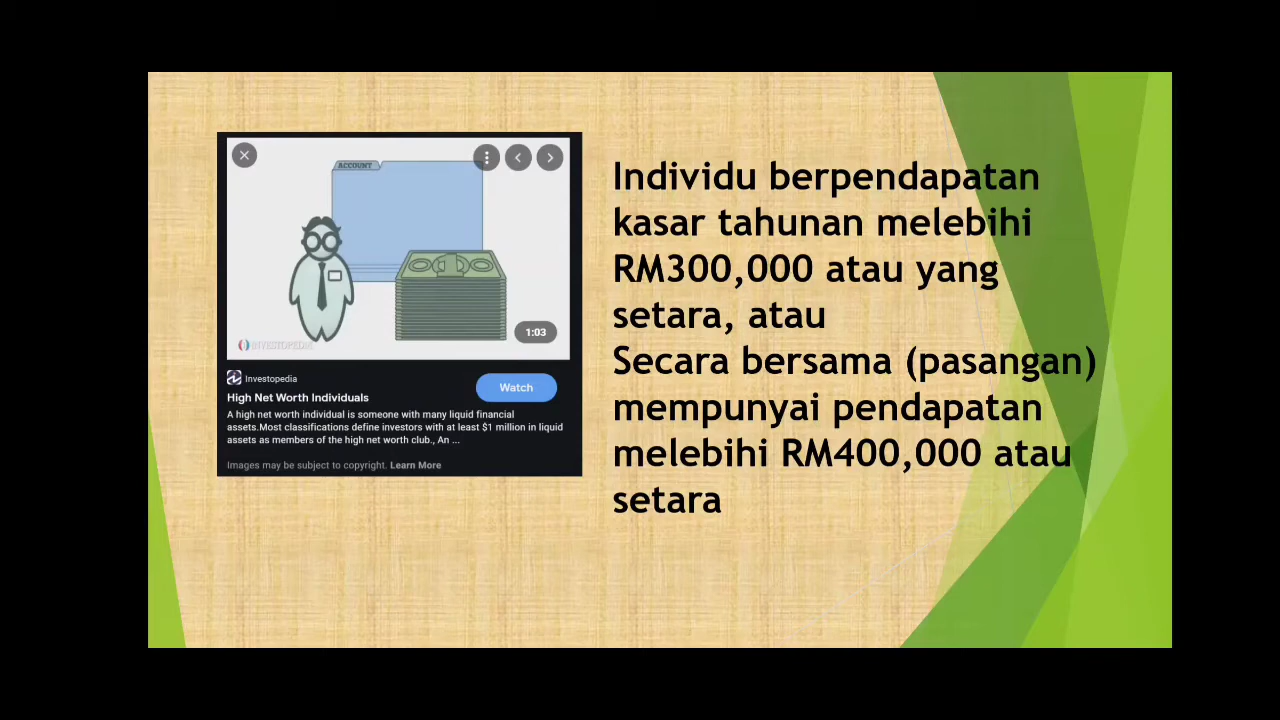 ACCOUNT
1:03
INVESTOPEDIA
Investopedia
Watch
High Net Worth Individuals
A high net worth individual is someone with many liquid financial
assets.Most classifications define investors with at least $1 million in liquid
assets as members of the high net worth club., An ...
Images may be subject to copyright. Learn More
Individu berpendapatan
kasar tahunan melebihi
RM300,000 atau yang
setara, atau
Secara bersama (pasangan)
mempunyai pendapatan
melebihi RM400,000 atau
setara